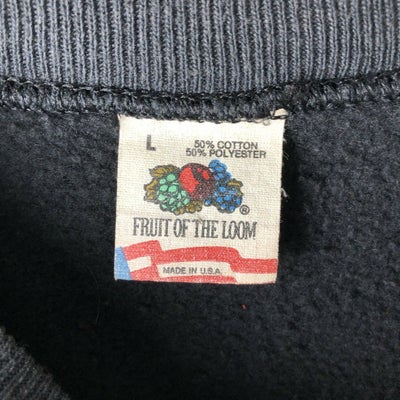 L
50% COTTON
50% POLYESTER
®
FRUIT OF THE LOOM
MADE IN U.S.A.